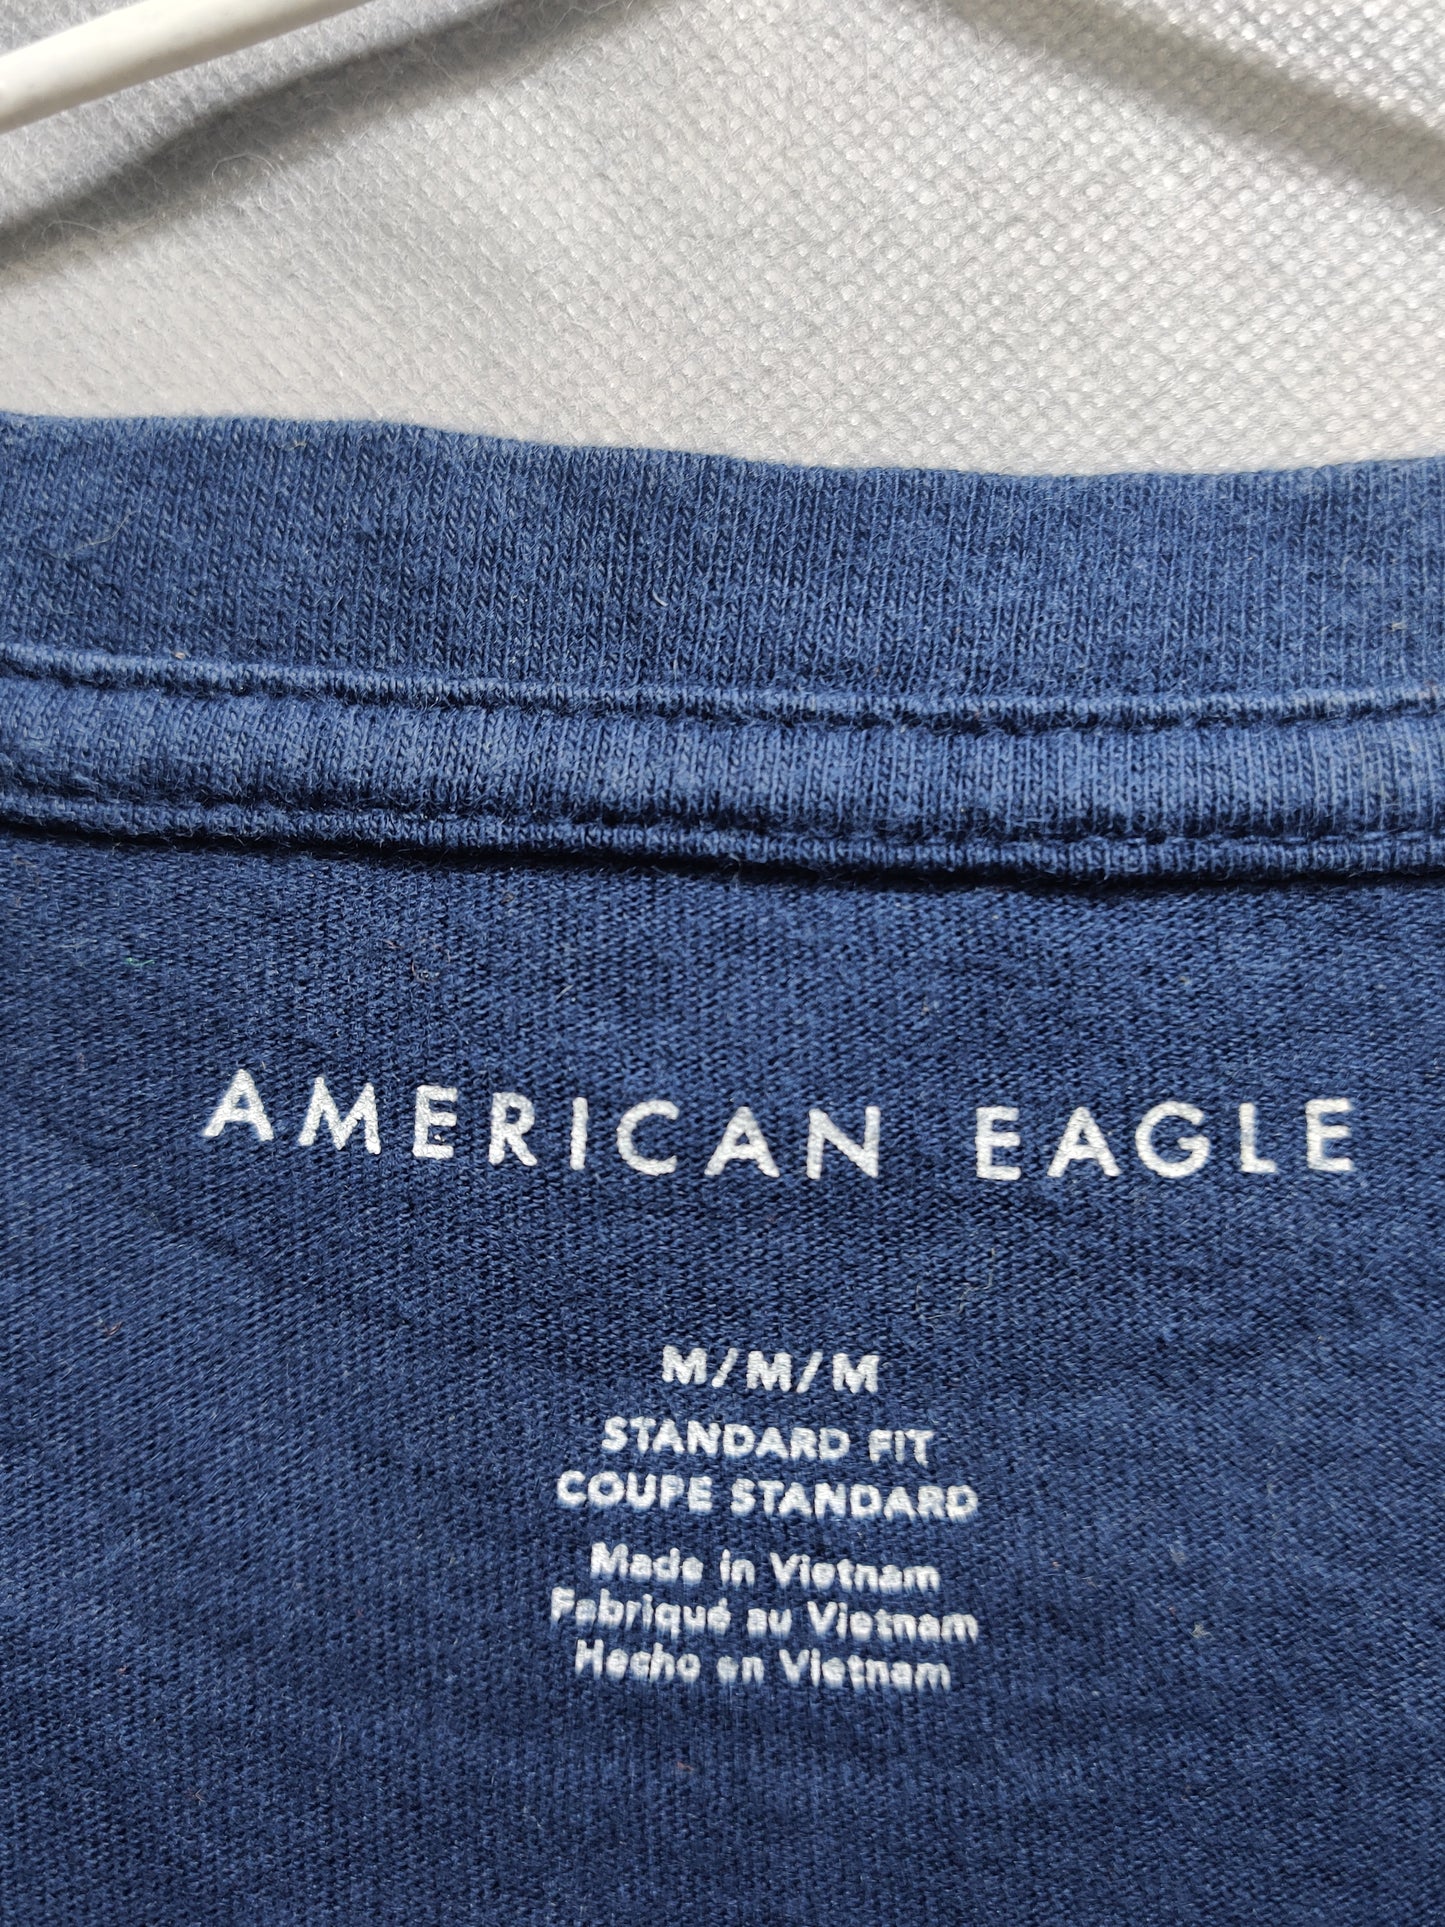 AMERICAN EAGLE
M/M/M
STANDARD FIT
COUPE STANDARD
Made in Vietnam
Fabriqué au Vietnam
Hecho en Vietnam